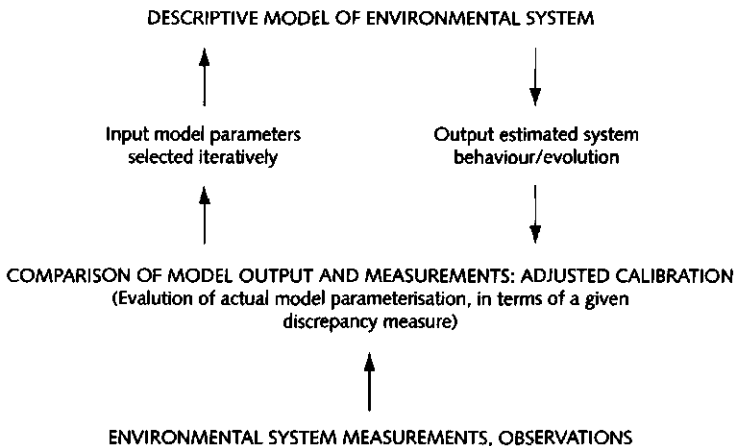 DESCRIPTIVE MODEL OF ENVIRONMENTAL SYSTEM
Input model parameters
selected iteratively
Output estimated system
behaviour/evolution
COMPARISON OF MODEL OUTPUT AND MEASUREMENTS: ADJUSTED CALIBRATION
(Evalution of actual model parameterisation, in terms of a given
discrepancy measure)
ENVIRONMENTAL SYSTEM MEASUREMENTS, OBSERVATIONS